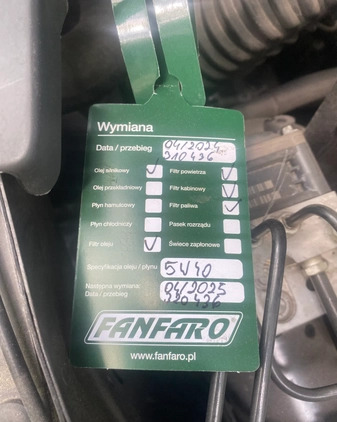 Wymiana
Data / przebieg 04/2024
210426
Olej silnikowy Filtr powietrza
Olej przekładniowy Filtr kabinowy
Płyn hamulcowy Filtr paliwa
Płyn chłodniczy Pasek rozrządu
Filtr oleju Świece zapłonowe
Specyfikacja oleju / płynu 5W40
Następna wymiana: 04/2025
Data / przebieg
FANFARO
www.fanfaro.pl